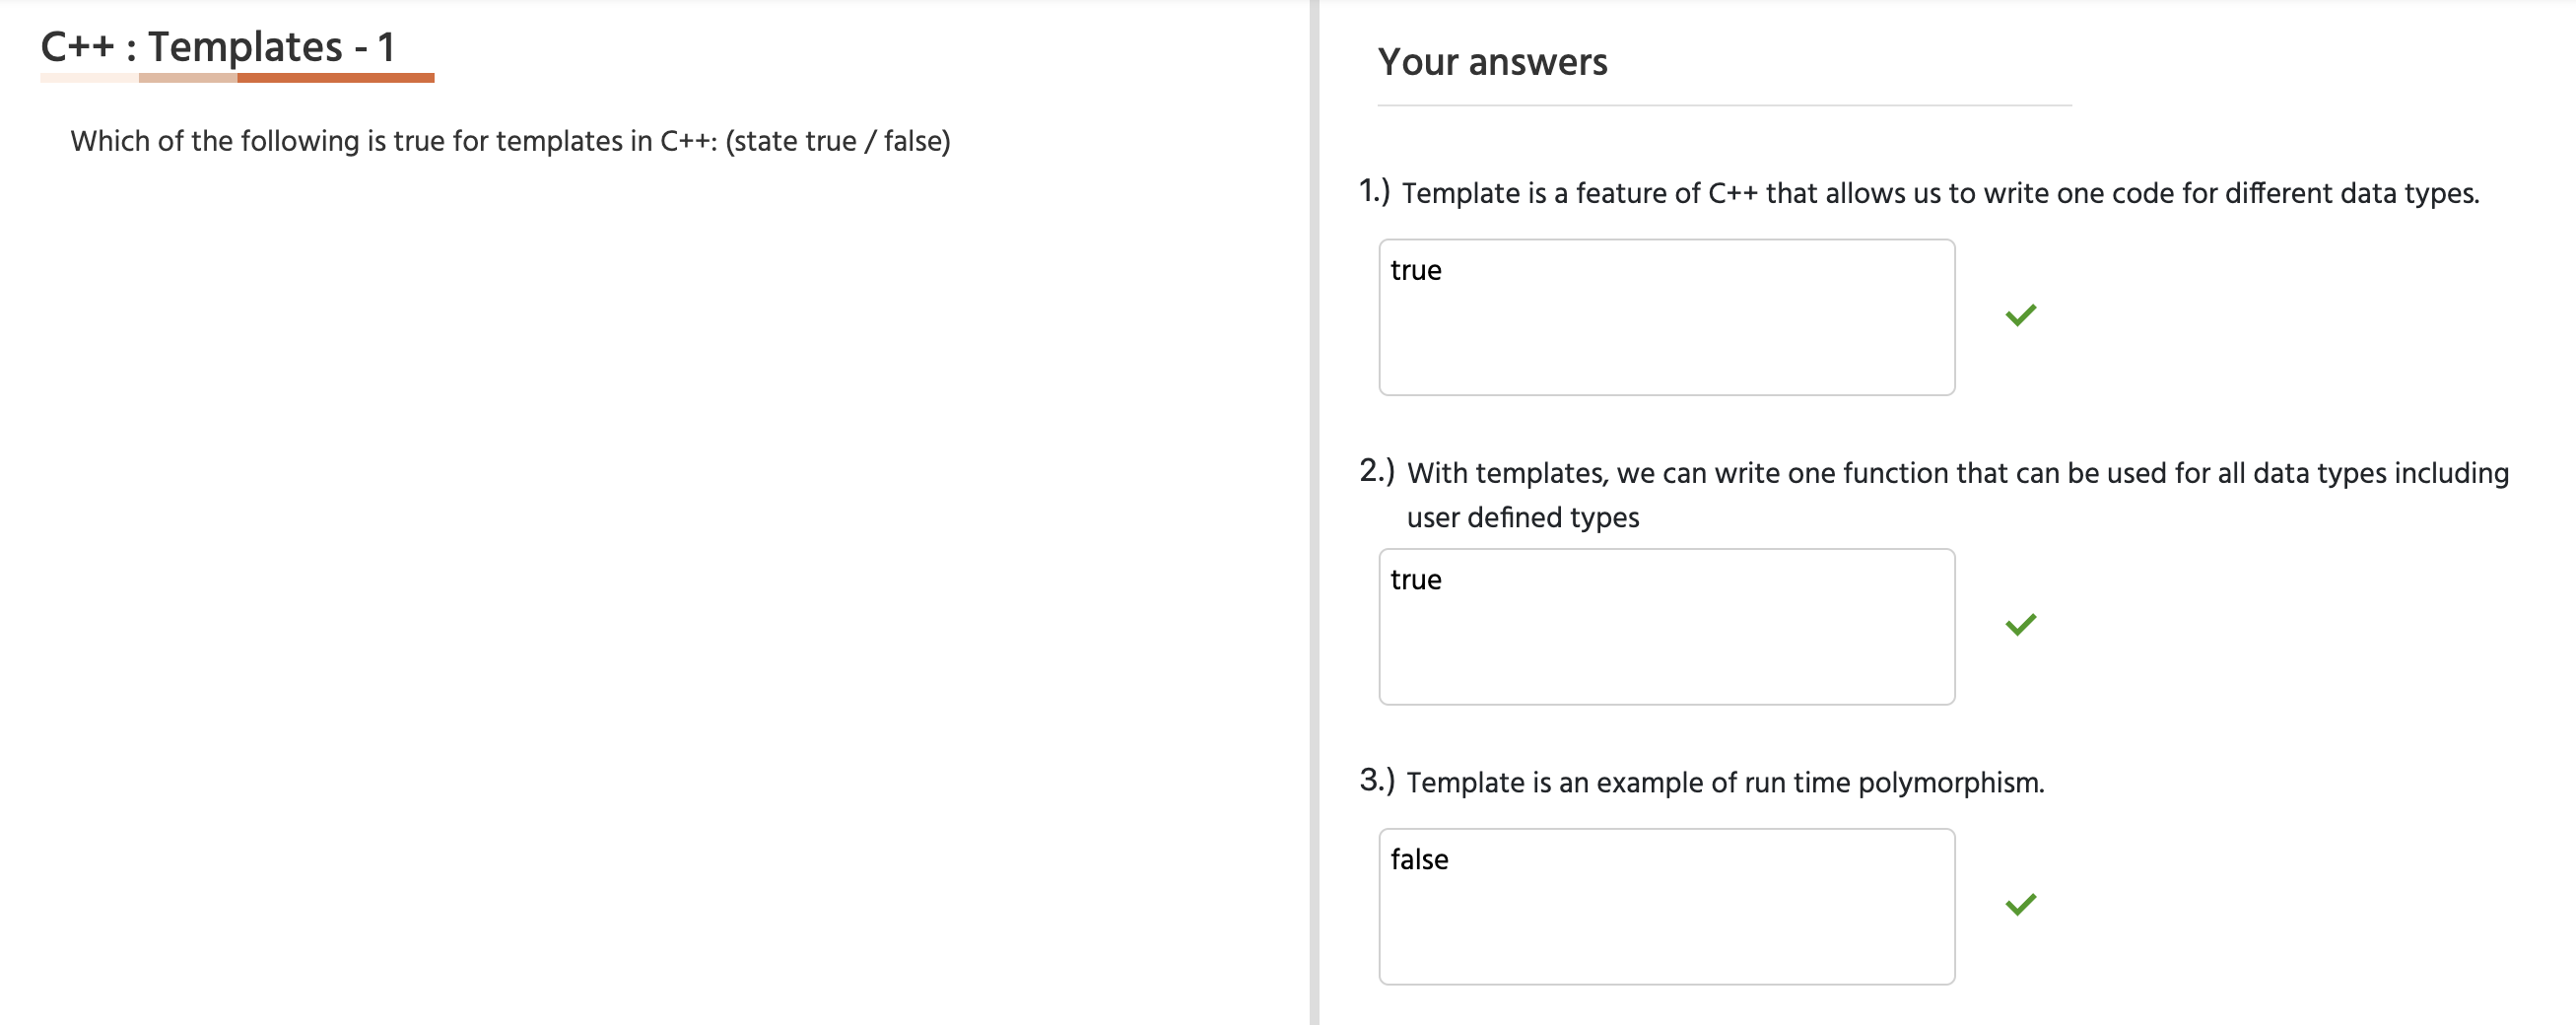 C++ : Templates - 1
Which of the following is true for templates in C++: (state true / false)
Your answers
1.) Template is a feature of C++ that allows us to write one code for different data types.
true
2.) With templates, we can write one function that can be used for all data types including
user defined types
true
3.) Template is an example of run time polymorphism.
false